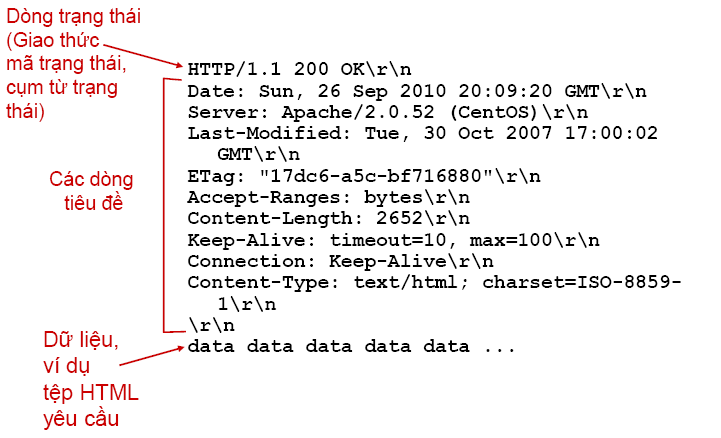 Dòng trạng thái
(Giao thức
mã trạng thái,
cụm từ trạng
thái)
HTTP/1.1 200 OK\r\n
Date: Sun, 26 Sep 2010 20:09:20 GMT\r\n
Server: Apache/2.0.52 (CentOS)\r\n
Last-Modified: Tue, 30 Oct 2007 17:00:02
GMT\r\n
ETag: "17dc6-a5c-bf716880"\r\n
Accept-Ranges: bytes\r\n
Content-Length: 2652\r\n
Keep-Alive: timeout=10, max=100\r\n
Connection: Keep-Alive\r\n
Content-Type: text/html; charset=ISO-8859-
1\r\n
\r\n
data data data data data ...
Các dòng
tiêu đề
Dữ liệu,
ví dụ
tệp HTML
yêu cầu